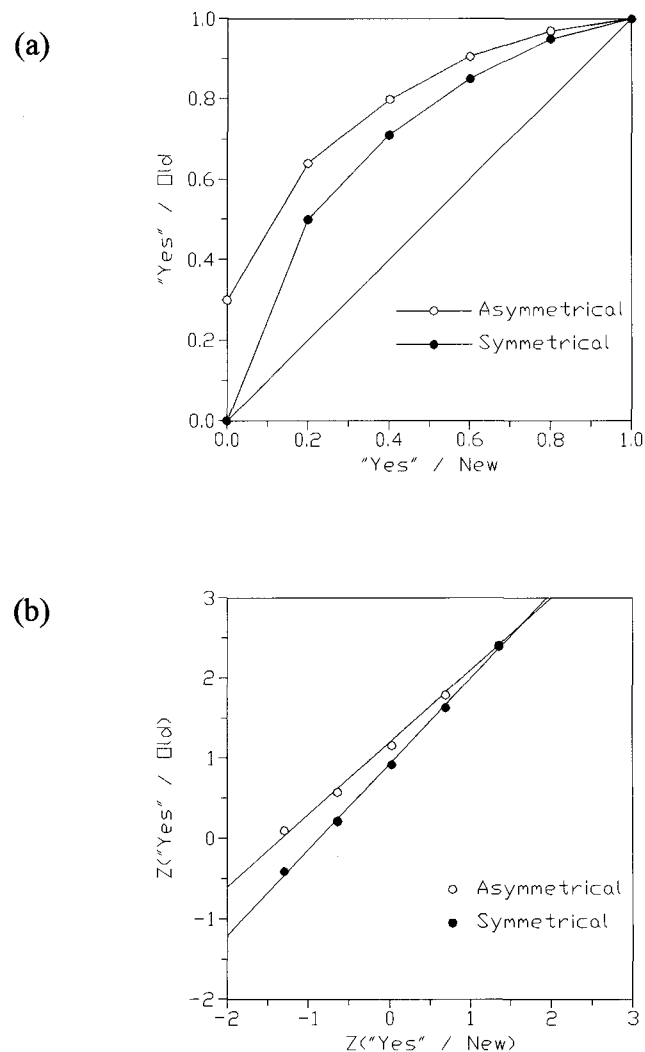 (a)
1.0
0.8
0.6
0.4
0.2
0.0
"Yes" / Old
Asymmetrical
Symmetrical
0.0 0.2 0.4 0.6 0.8 1.0
"Yes" / New
(b)
3
2
1
0
-1
-2
Z("Yes" / Old)
Asymmetrical
Symmetrical
-2 -1 0 1 2 3
Z("Yes" / New)